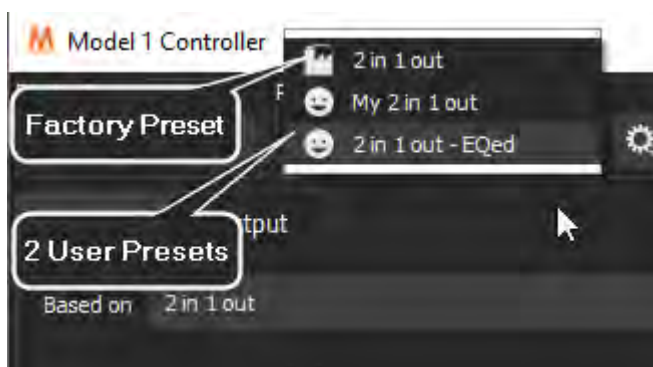 Model 1 Controller
2 in 1 out
My 2 in 1 out
Factory Preset
2 in 1 out - EQed
2 User Presets
tput
Based on 2 in 1 out